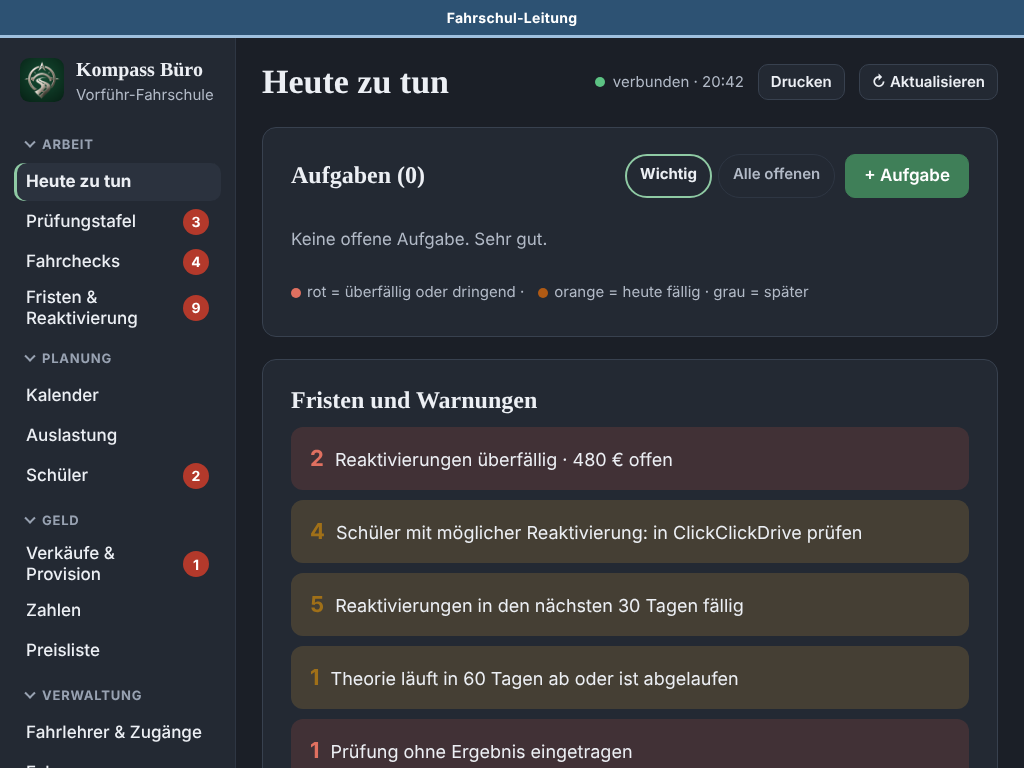 Fahrschul-Leitung
Kompass Büro
Vorführ-Fahrschule
ARBEIT
Heute zu tun
Prüfungstafel 3
Fahrchecks 4
Fristen &
Reaktivierung 9
PLANUNG
Kalender
Auslastung
Schüler 2
GELD
Verkäufe &
Provision 1
Zahlen
Preisliste
VERWALTUNG
Fahrlehrer & Zugänge
Heute zu tun
verbunden · 20:42
Drucken
↻ Aktualisieren
Aufgaben (0)
Wichtig
Alle offenen
+ Aufgabe
Keine offene Aufgabe. Sehr gut.
rot = überfällig oder dringend · orange = heute fällig · grau = später
Fristen und Warnungen
2 Reaktivierungen überfällig · 480 € offen
4 Schüler mit möglicher Reaktivierung: in ClickClickDrive prüfen
5 Reaktivierungen in den nächsten 30 Tagen fällig
1 Theorie läuft in 60 Tagen ab oder ist abgelaufen
1 Prüfung ohne Ergebnis eingetragen